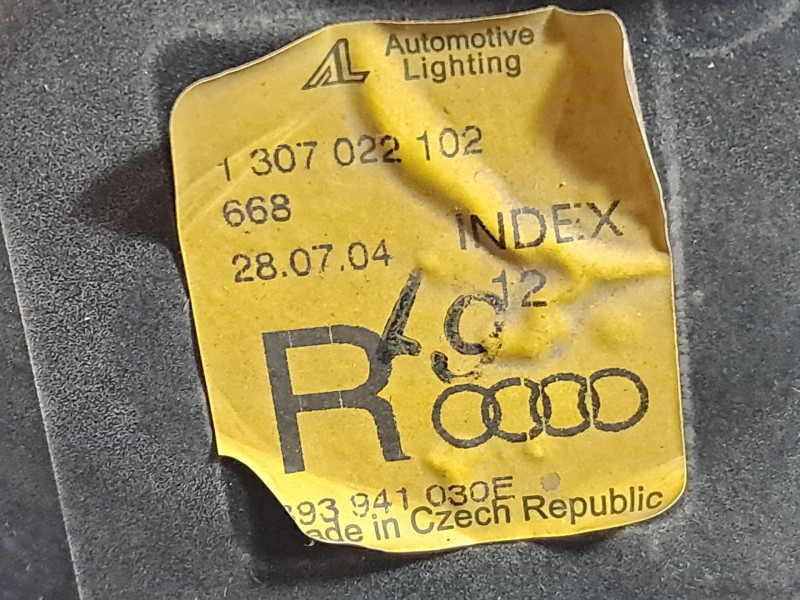 AL Automotive
Lighting
1 307 022 102
668
INDEX
28.07.04
12
R
941 030E
Made in Czech Republic